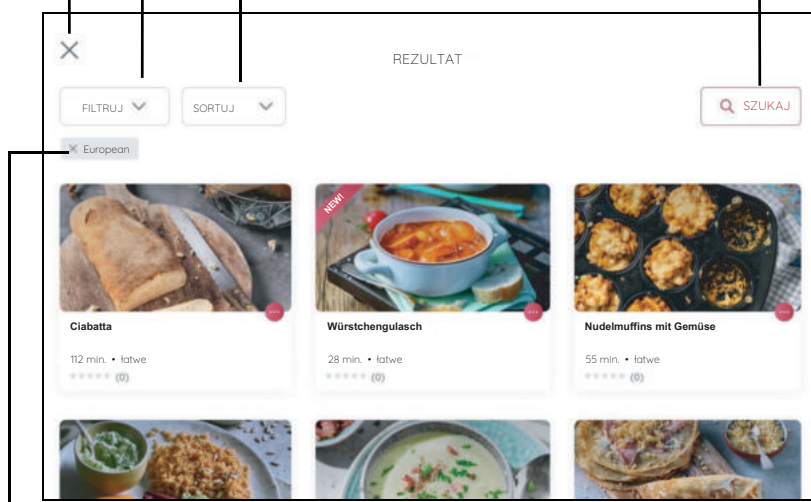 REZULTAT
FILTRUJ
SORTUJ
SZUKAJ
European
NEW!
Ciabatta
Würstchengulasch
Nudelmuffins mit Gemüse
112 min. • łatwe
28 min. • łatwe
55 min. • łatwe
(0)
(0)
(0)